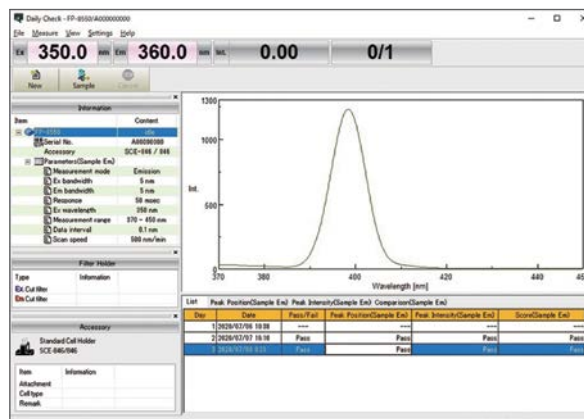 Daily Check - FP-8550/A000000000
File Measure View Settings Help
Ex 350.0 nm Em 360.0 nm Int. 0.00 0/1
New Sample Cancel
Information
Item Content
FP-8550 idle
Serial No.
Accessory SCE-846 / 846
Parameters(Sample Em)
Measurement mode Emission
Ex bandwidth 5 nm
Em bandwidth 5 nm
Response 50 msec
Ex wavelength 350 nm
Measurement range 370 - 450 nm
Data interval 0.1 nm
Scan speed 500 nm/min
Filter Holder
Type Information
Ex Cut filter
Em Cut filter
Accessory
Standard Cell Holder
SCE-846/846
Item Information
Attachment
Cell type
Remark
1300
1000
Int.
500
0
370 380 400 420 440 450
Wavelength [nm]
List Peak Position(Sample Em) Peak Intensity(Sample Em) Comparison(Sample Em)
Day Date Pass/Fail Peak Position(Sample Em) Peak Intensity(Sample Em) Score(Sample Em)
1 2020/07/06 10:38 --- --- --- ---
2 2020/07/07 10:10 Pass Pass Pass Pass
3 Pass Pass Pass Pass